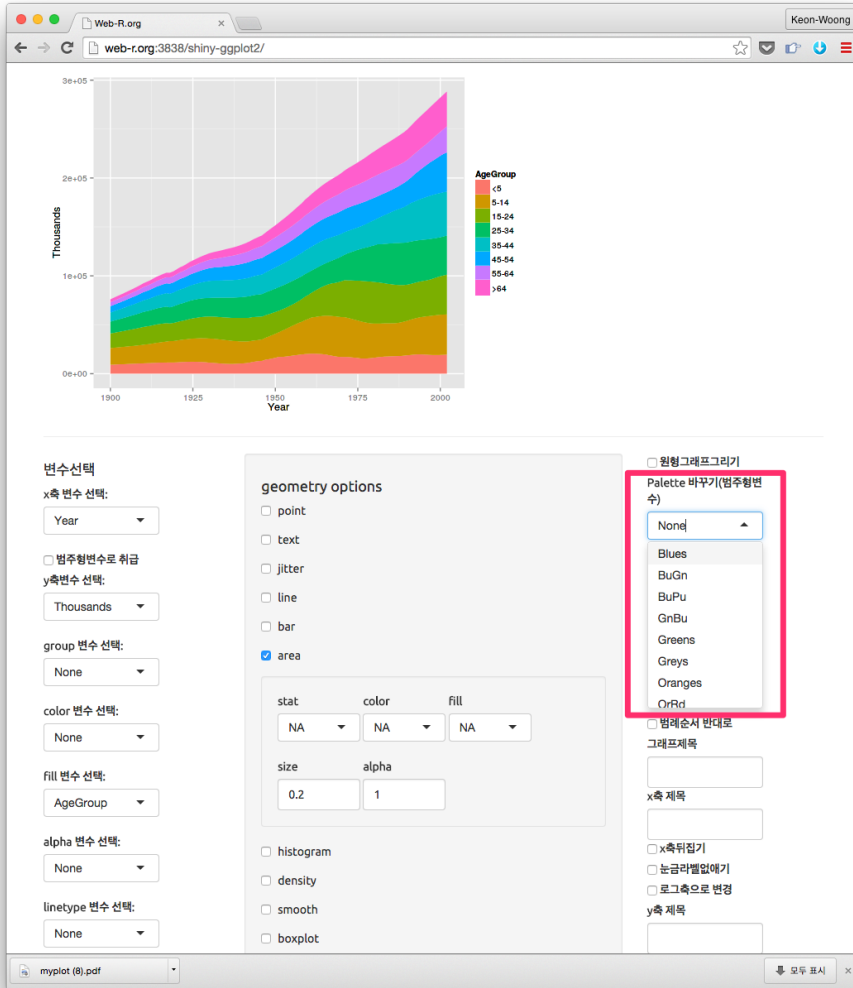 Web-R.org
Keon-Woong
web-r.org:3838/shiny-ggplot2/
3e+05
2e+05
1e+05
0e+00
Thousands
1900
1925
1950
1975
2000
Year
AgeGroup
<5
5-14
15-24
25-34
35-44
45-54
55-64
>64
변수선택
x축 변수 선택:
Year
범주형변수로 취급
y축변수 선택:
Thousands
group 변수 선택:
None
color 변수 선택:
None
fill 변수 선택:
AgeGroup
alpha 변수 선택:
None
linetype 변수 선택:
None
geometry options
point
text
jitter
line
bar
area
stat
color
fill
NA
NA
NA
size
alpha
0.2
1
histogram
density
smooth
boxplot
원형그래프그리기
Palette 바꾸기(범주형변
수)
None
Blues
BuGn
BuPu
GnBu
Greens
Greys
Oranges
OrRd
범례순서 반대로
그래프제목
x축 제목
x축뒤집기
눈금라벨없애기
로그축으로 변경
y축 제목
myplot (8).pdf
모두 표시